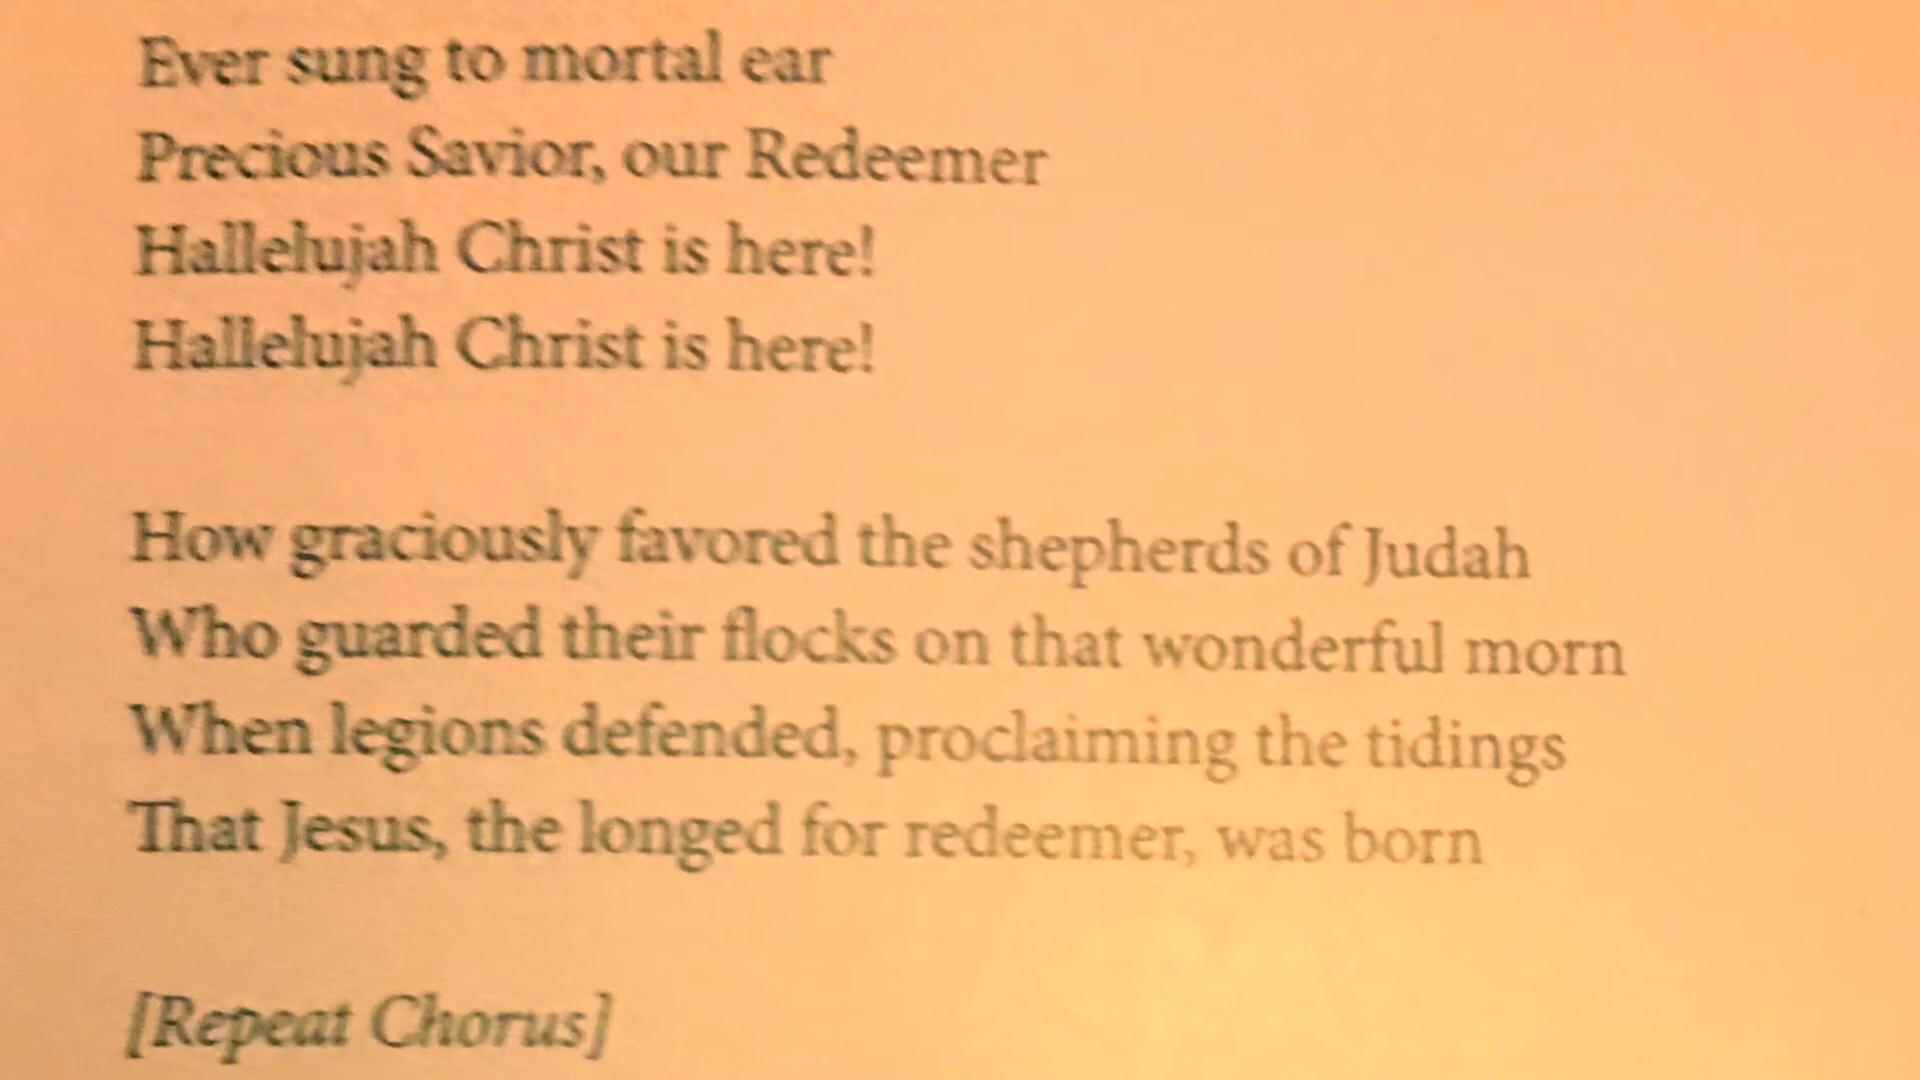 Ever sung to mortal ear
Precious Savior, our Redeemer
Hallelujah Christ is here!
Hallelujah Christ is here!
How graciously favored the shepherds of Judah
Who guarded their flocks on that wonderful morn
When legions defended, proclaiming the tidings
That Jesus, the longed for redeemer, was born
[Repeat Chorus]